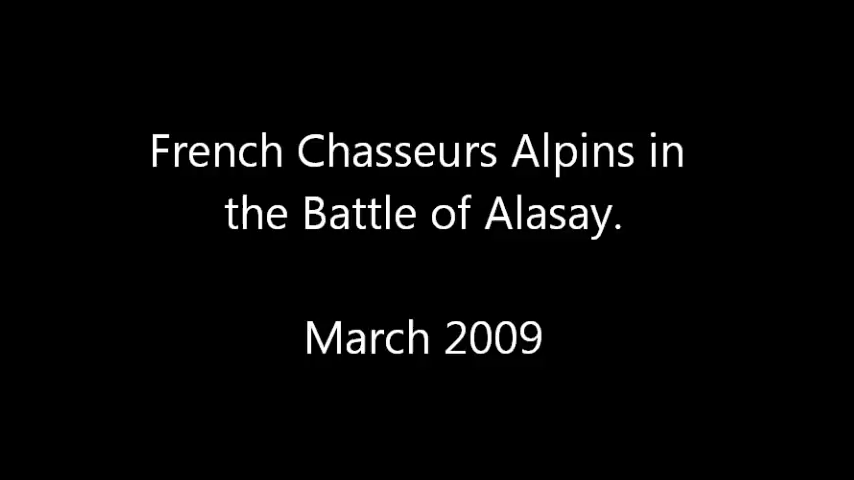 French Chasseurs Alpins in
the Battle of Alasay.
March 2009